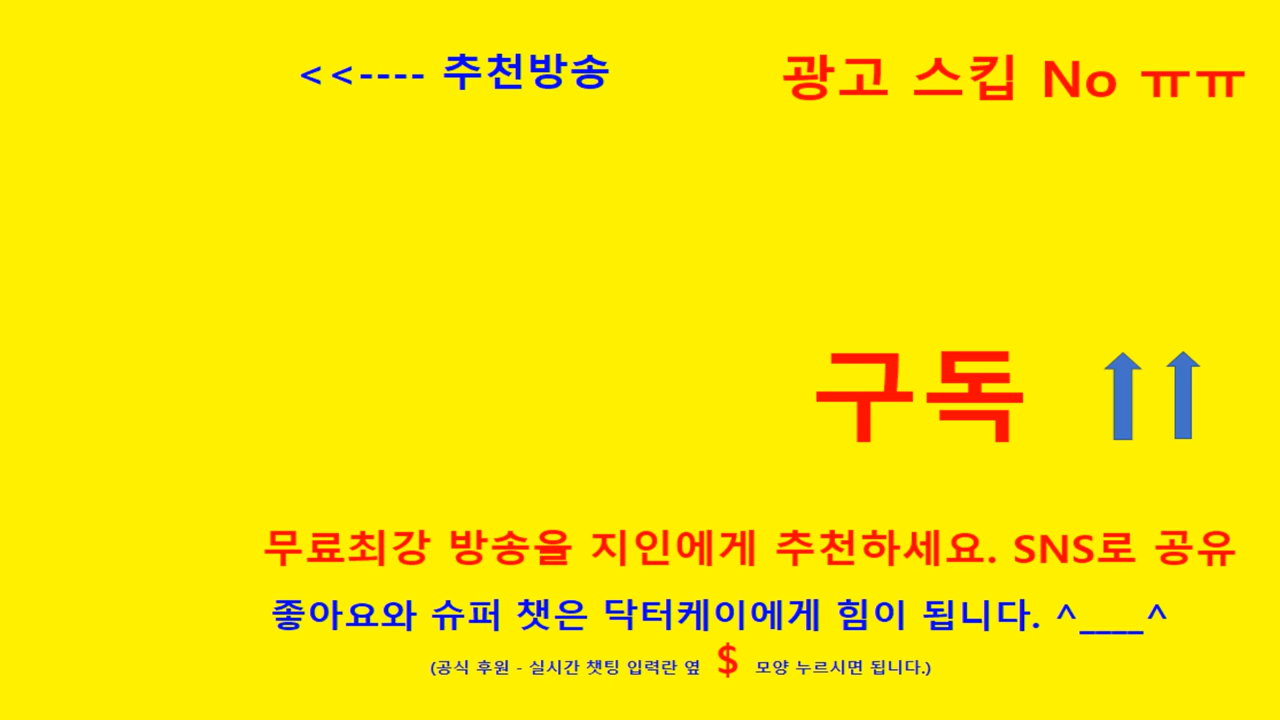 <<---- 추천방송
광고 스킵 No ㅠㅠ
구독
무료최강 방송을 지인에게 추천하세요. SNS로 공유
좋아요와 슈퍼 챗은 닥터케이에게 힘이 됩니다. ^____^
(공식 후원 - 실시간 챗팅 입력란 옆 $ 모양 누르시면 됩니다.)